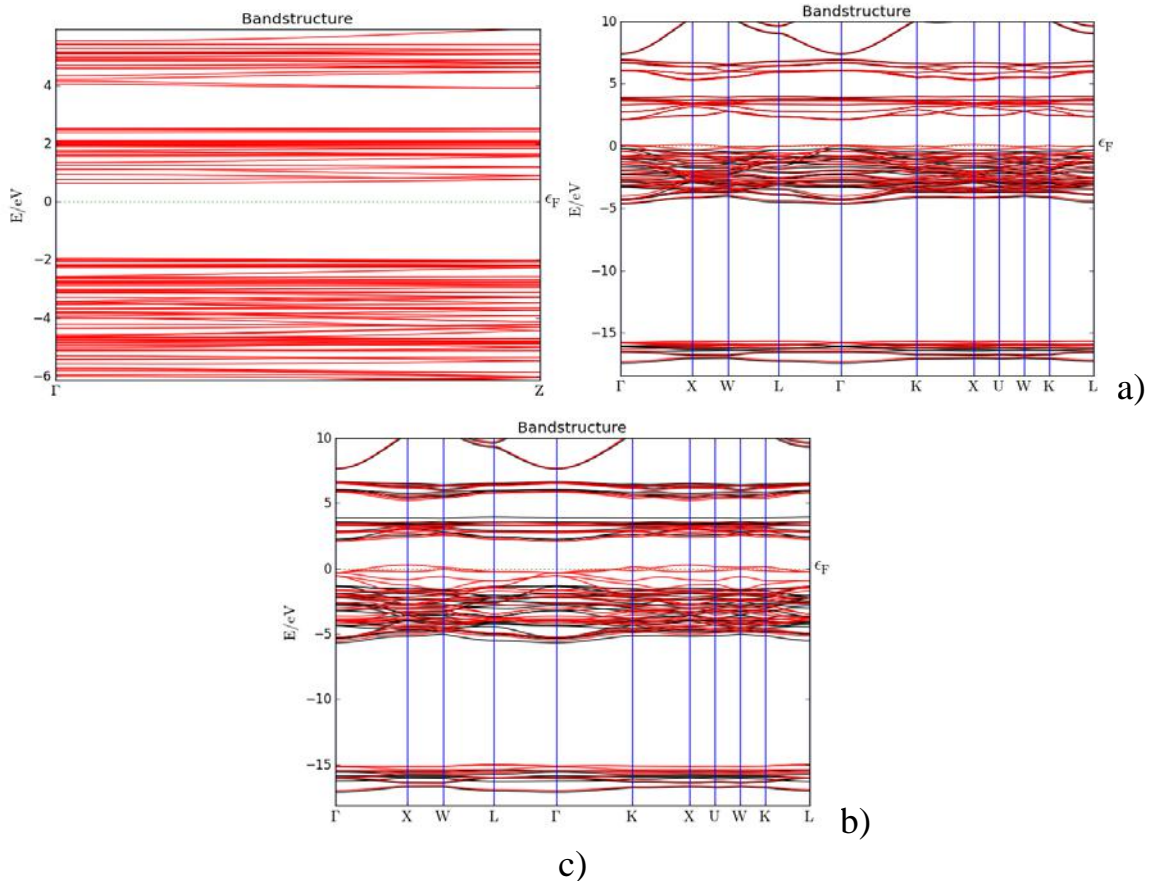 Bandstructure
4
2
0
−2
−4
−6
E/eV
Γ Z
ϵF
Bandstructure
10
5
0
−5
−10
−15
E/eV
Γ X W L Γ K X U W K L
ϵF
a)
Bandstructure
10
5
0
−5
−10
−15
E/eV
Γ X W L Γ K X U W K L
ϵF
b)
c)